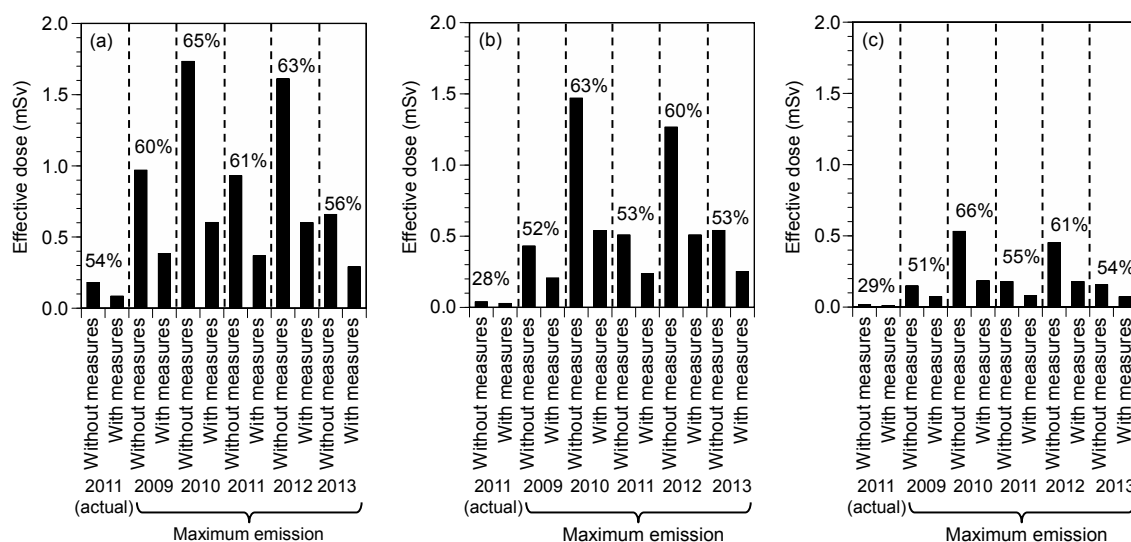 (a)
Effective dose (mSv)
2.0
1.5
1.0
0.5
0.0
54%
60%
65%
61%
63%
56%
Without measures
With measures
Without measures
With measures
Without measures
With measures
Without measures
With measures
Without measures
With measures
Without measures
With measures
2011 2009 2010 2011 2012 2013
(actual)
Maximum emission
(b)
Effective dose (mSv)
2.0
1.5
1.0
0.5
0.0
28%
52%
63%
53%
60%
53%
Without measures
With measures
Without measures
With measures
Without measures
With measures
Without measures
With measures
Without measures
With measures
Without measures
With measures
2011 2009 2010 2011 2012 2013
(actual)
Maximum emission
(c)
Effective dose (mSv)
2.0
1.5
1.0
0.5
0.0
29%
51%
66%
55%
61%
54%
Without measures
With measures
Without measures
With measures
Without measures
With measures
Without measures
With measures
Without measures
With measures
Without measures
With measures
2011 2009 2010 2011 2012 2013
(actual)
Maximum emission